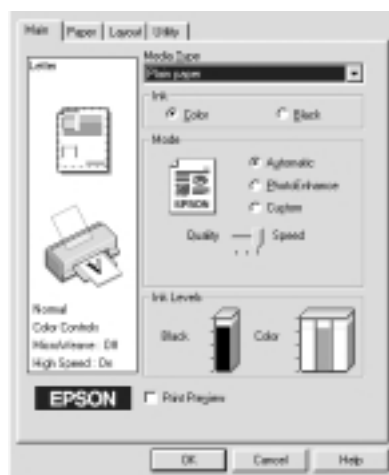 Main Paper Layout Utility
Letter
Media Type
Plain paper
Ink
Color Black
Mode
EPSON
Automatic
PhotoEnhance
Custom
Quality Speed
Normal
Color Controls
MicroWeave : Off
High Speed : On
Ink Levels
Black Color
EPSON
Print Preview
OK Cancel Help